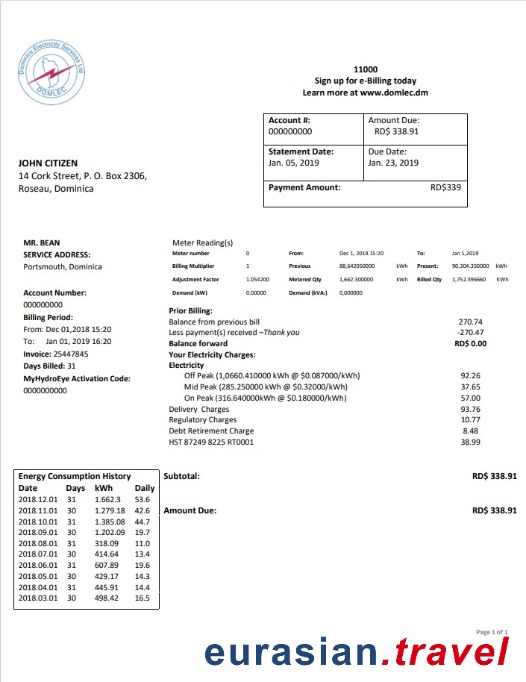 Dominica Electricity Services Ltd
DOMLEC
11000
Sign up for e-Billing today
Learn more at www.domlec.dm
Account #: Amount Due:
000000000 RD$ 338.91
Statement Date: Due Date:
Jan. 05, 2019 Jan. 23, 2019
Payment Amount: RD$339
JOHN CITIZEN
14 Cork Street, P. O. Box 2306,
Roseau, Dominica
MR. BEAN
SERVICE ADDRESS:
Portsmouth, Dominica
Account Number:
000000000
Billing Period:
From: Dec 01,2018 15:20
To: Jan 01, 2019 16:20
Invoice: 25447845
Days Billed: 31
MyHydroEye Activation Code:
0000000000
Meter Reading(s)
Meter number 0 From: Dec 1, 2018 15:20 To: Jan 1,2019
Billing Multiplier 1 Previous 88,642050000 kWh Present: 90,304.350000 kWh
Adjustment Factor 1.054200 Metered Qty 1,662.300000 kWh Billed Qty 1,752.396660 kWh
Demand (kW) 0.00000 Demand (kVA:) 0,000000
Prior Billing:
Balance from previous bill 270.74
Less payment(s) received –Thank you -270.47
Balance forward RD$ 0.00
Your Electricity Charges:
Electricity
Off Peak (1,0660.410000 kWh @ $0.087000/kWh) 92.26
Mid Peak (285.250000 kWh @ $0.32000/kWh) 37.65
On Peak (316.640000kWh @ $0.180000/kWh) 57.00
Delivery Charges 93.76
Regulatory Charges 10.77
Debt Retirement Charge 8.48
HST 87249 8225 RT0001 38.99
Energy Consumption History
Date Days kWh Daily
2018.12.01 31 1.662.3 53.6
2018.11.01 30 1.279.18 42.6
2018.10.01 31 1.385.08 44.7
2018.09.01 30 1.202.09 19.7
2018.08.01 31 318.09 11.0
2018.07.01 30 414.64 13.4
2018.06.01 31 607.89 19.6
2018.05.01 30 429.17 14.3
2018.04.01 31 445.91 14.4
2018.03.01 30 498.42 16.5
Subtotal: RD$ 338.91
Amount Due: RD$ 338.91
Page 1 of 1
eurasian.travel